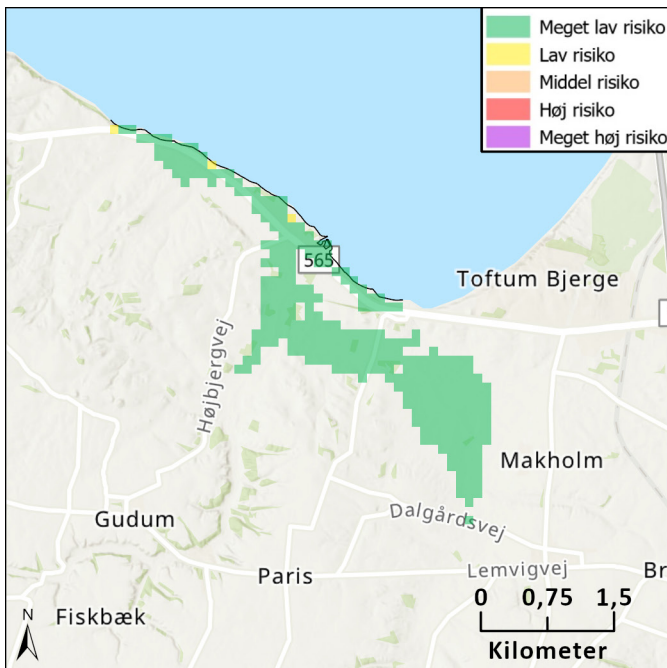 Meget lav risiko
Lav risiko
Middel risiko
Høj risiko
Meget høj risiko
565
Toftum Bjerge
Højbjergvej
Makholm
Gudum
Dalgårdsvej
Paris
Lemvigvej
Br
Fiskbæk
N
0 0,75 1,5
Kilometer